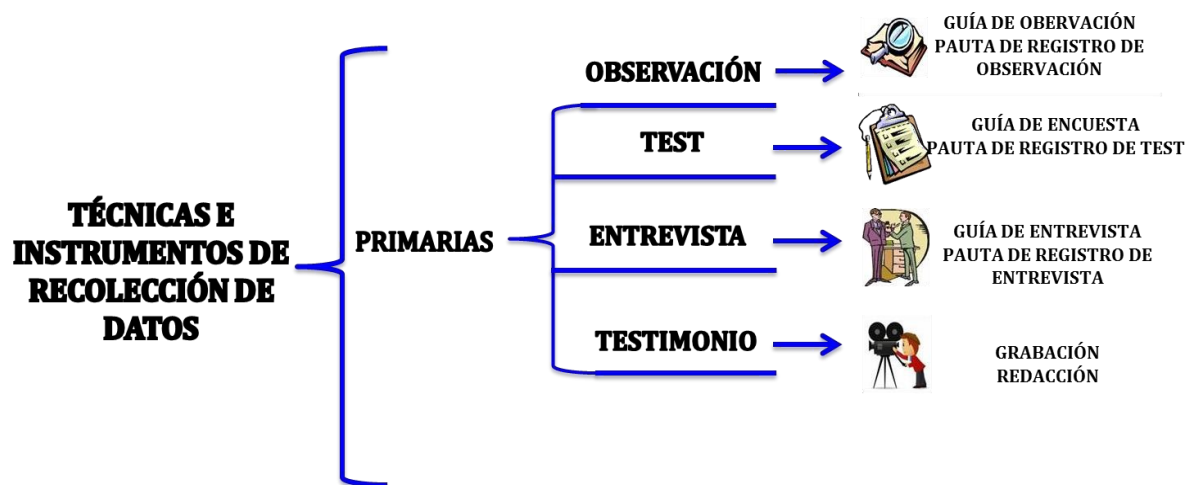 TÉCNICAS E
INSTRUMENTOS DE
RECOLECCIÓN DE
DATOS
PRIMARIAS
OBSERVACIÓN
GUÍA DE OBERVACIÓN
PAUTA DE REGISTRO DE
OBSERVACIÓN
TEST
GUÍA DE ENCUESTA
PAUTA DE REGISTRO DE TEST
ENTREVISTA
GUÍA DE ENTREVISTA
PAUTA DE REGISTRO DE
ENTREVISTA
TESTIMONIO
GRABACIÓN
REDACCIÓN